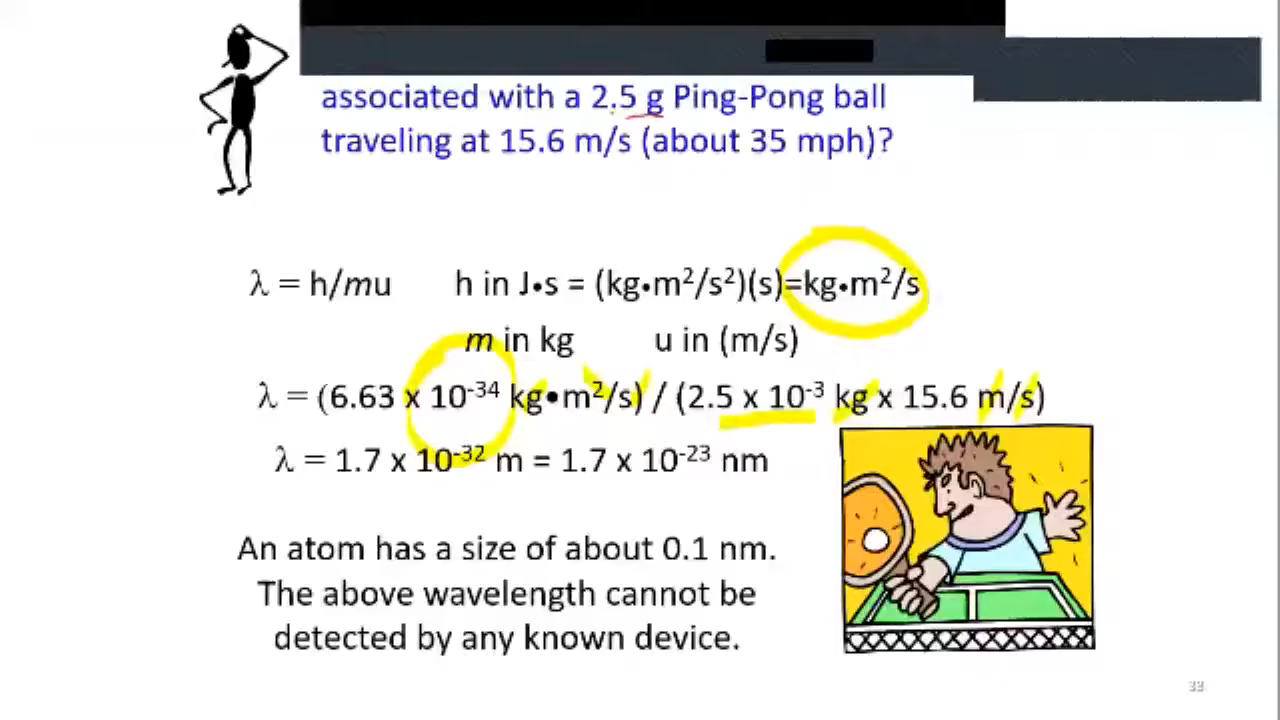 associated with a 2.5 g Ping-Pong ball
traveling at 15.6 m/s (about 35 mph)?
λ = h/mu h in J•s = (kg•m²/s²)(s)=kg•m²/s
m in kg u in (m/s)
λ = (6.63 x 10⁻³⁴ kg•m²/s) / (2.5 x 10⁻³ kg x 15.6 m/s)
λ = 1.7 x 10⁻³² m = 1.7 x 10⁻²³ nm
An atom has a size of about 0.1 nm.
The above wavelength cannot be
detected by any known device.